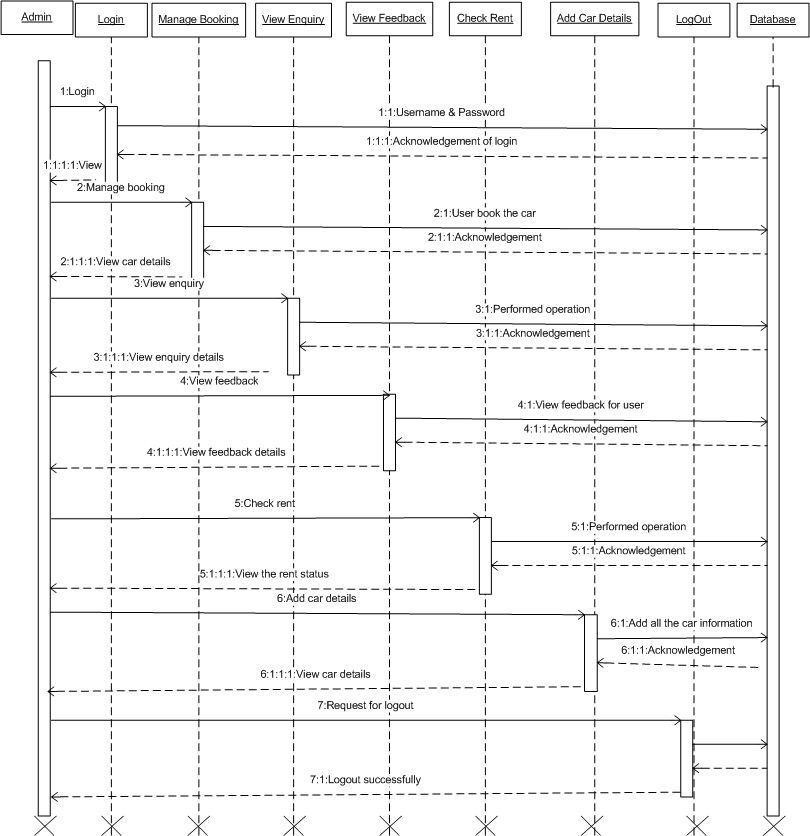 Admin
Login
Manage Booking
View Enquiry
View Feedback
Check Rent
Add Car Details
LogOut
Database
1:Login
1:1:Username & Password
1:1:1:Acknowledgement of login
1:1:1:1:View
2:Manage booking
2:1:User book the car
2:1:1:Acknowledgement
2:1:1:1:View car details
3:View enquiry
3:1:Performed operation
3:1:1:Acknowledgement
3:1:1:1:View enquiry details
4:View feedback
4:1:View feedback for user
4:1:1:Acknowledgement
4:1:1:1:View feedback details
5:Check rent
5:1:Performed operation
5:1:1:Acknowledgement
5:1:1:1:View the rent status
6:Add car details
6:1:Add all the car information
6:1:1:Acknowledgement
6:1:1:1:View car details
7:Request for logout
7:1:Logout successfully